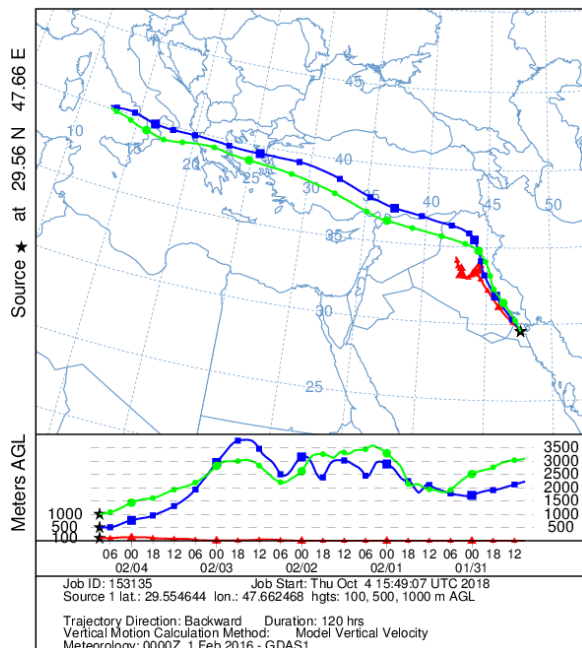 Source ★ at 29.56 N 47.66 E
45
40
35
30
25
10
20
25
30
35
40
45
50
Meters AGL
3500
3000
2500
2000
1500
1000
500
1000
500
100
06 00 18 12 06 00 18 12 06 00 18 12 06 00 18 12 06 00 18 12
02/04 02/03 02/02 02/01 01/31
Job ID: 153135 Job Start: Thu Oct 4 15:49:07 UTC 2018
Source 1 lat.: 29.554644 lon.: 47.662468 hgts: 100, 500, 1000 m AGL
Trajectory Direction: Backward Duration: 120 hrs
Vertical Motion Calculation Method: Model Vertical Velocity
Meteorology: 0000Z 1 Feb 2016 - GDAS1